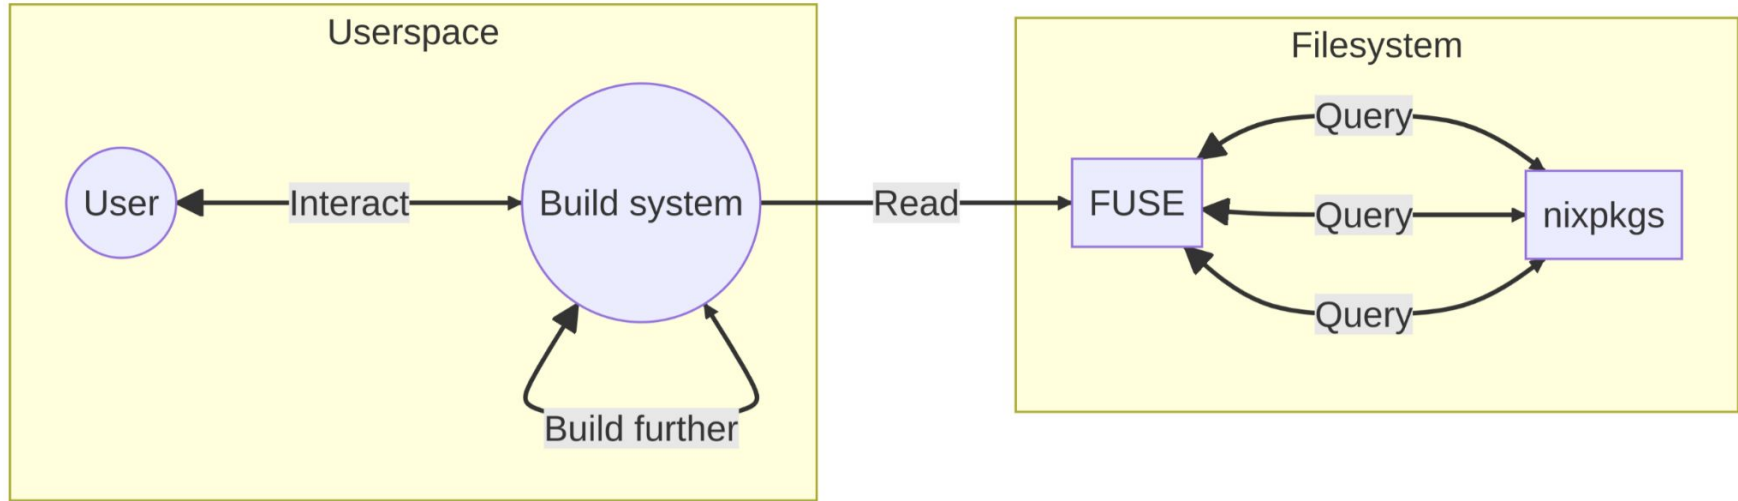 Userspace
User
Interact
Build system
Build further
Read
Filesystem
FUSE
Query
Query
Query
nixpkgs